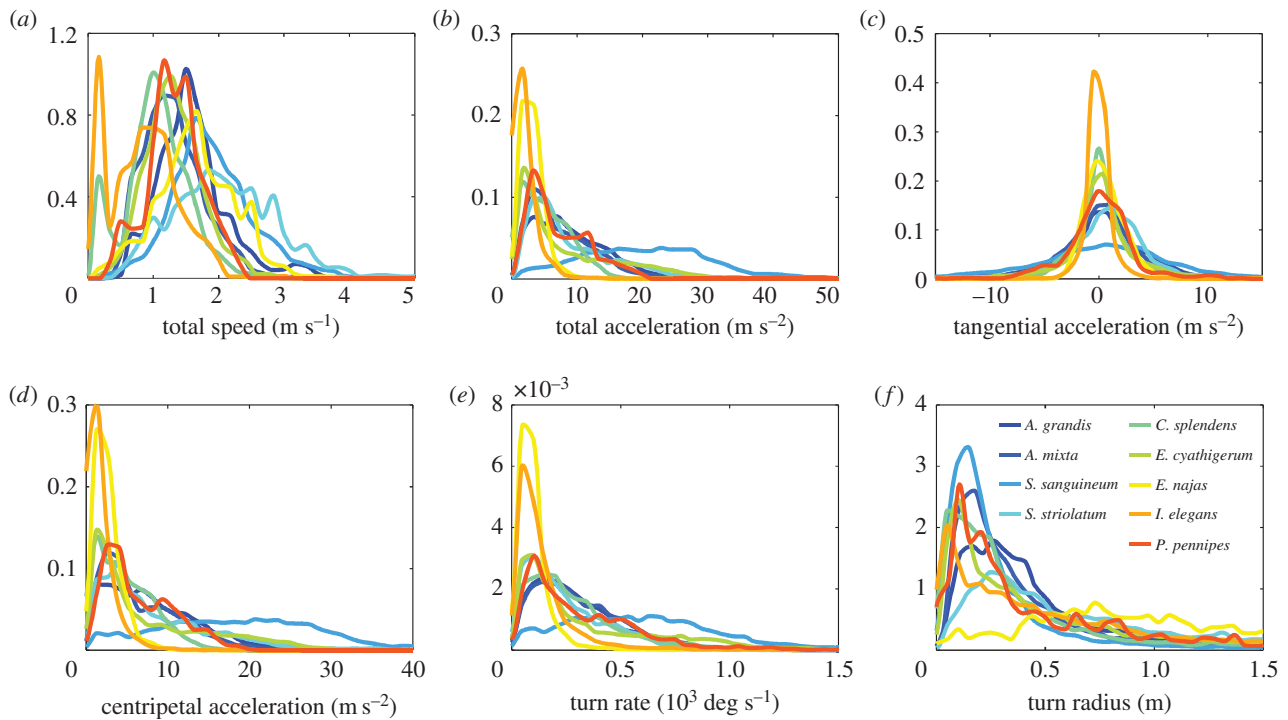 (a)
1.2
1.0
0.8
0.4
0
1
2
3
4
5
total speed (m s–1)
(b)
0.3
0.2
0.1
0
10
20
30
40
50
total acceleration (m s–2)
(c)
0.5
0.4
0.3
0.2
0.1
0
–10
0
10
tangential acceleration (m s–2)
(d)
0.3
0.2
0.1
0
10
20
30
40
centripetal acceleration (m s–2)
(e)
×10–3
8
6
4
2
0
0.5
1.0
1.5
turn rate (103 deg s–1)
(f)
4
3
2
1
0
0.5
1.0
1.5
turn radius (m)
A. grandis
A. mixta
S. sanguineum
S. striolatum
C. splendens
E. cyathigerum
E. najas
I. elegans
P. pennipes